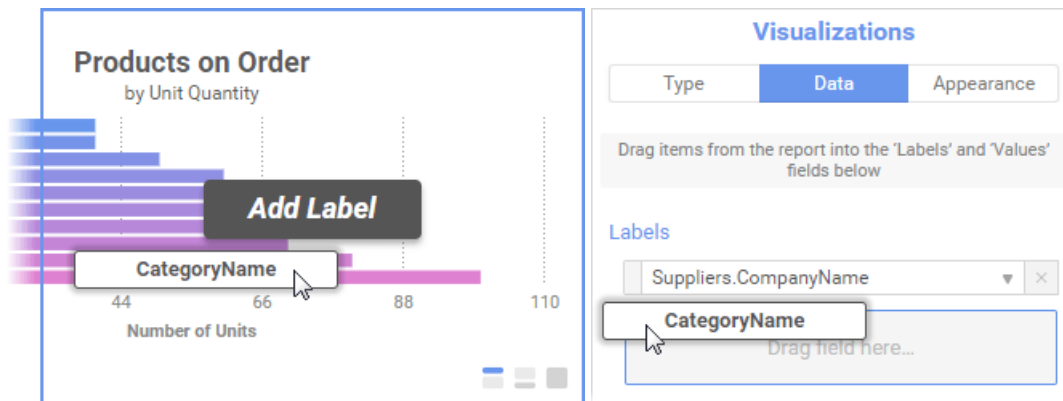 Products on Order
by Unit Quantity
Add Label
CategoryName
44 66 88 110
Number of Units
Visualizations
Type Data Appearance
Drag items from the report into the 'Labels' and 'Values'
fields below
Labels
Suppliers.CompanyName
CategoryName
Drag field here...